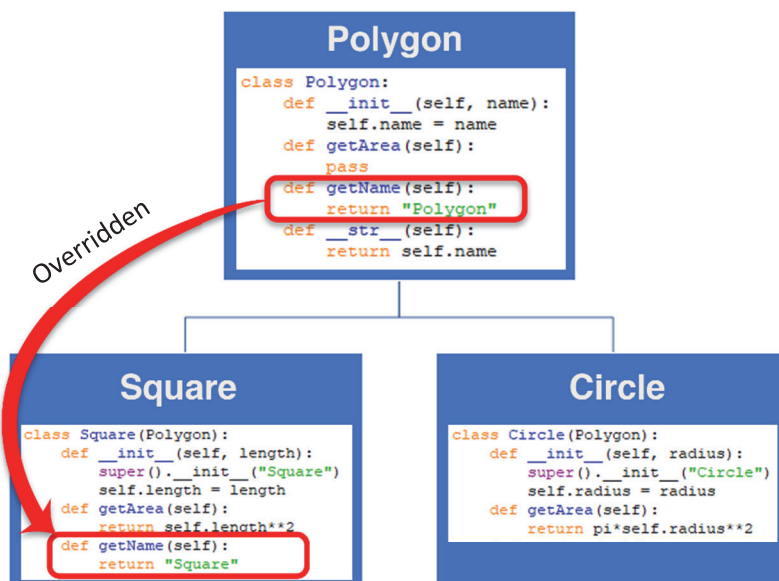 Polygon
class Polygon:
    def __init__(self, name):
        self.name = name
    def getArea(self):
        pass
    def getName(self):
        return "Polygon"
    def __str__(self):
        return self.name
Overridden
Square
class Square(Polygon):
    def __init__(self, length):
        super().__init__("Square")
        self.length = length
    def getArea(self):
        return self.length**2
    def getName(self):
        return "Square"
Circle
class Circle(Polygon):
    def __init__(self, radius):
        super().__init__("Circle")
        self.radius = radius
    def getArea(self):
        return pi*self.radius**2